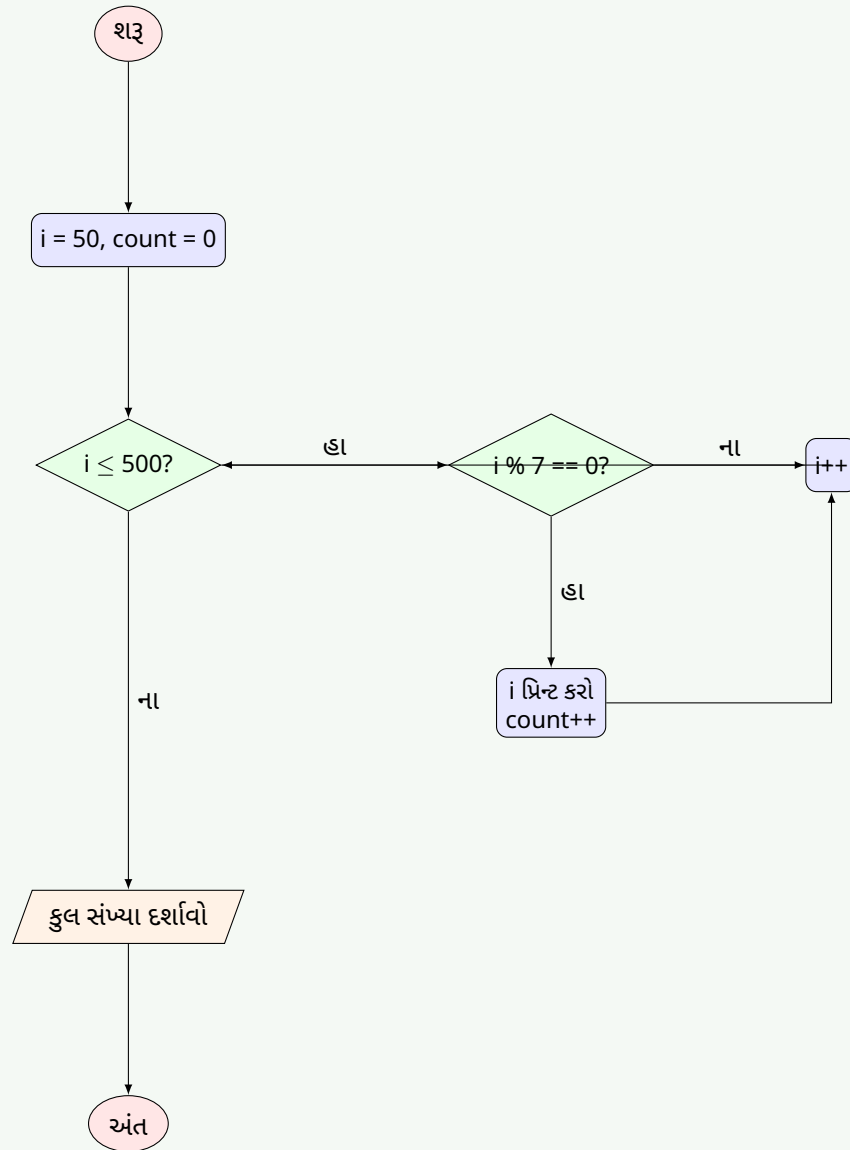 શરૂ
i = 50, count = 0
i ≤ 500?
હા
i % 7 == 0?
ના
i++
હા
i પ્રિન્ટ કરો
count++
ના
કુલ સંખ્યા દર્શાવો
અંત